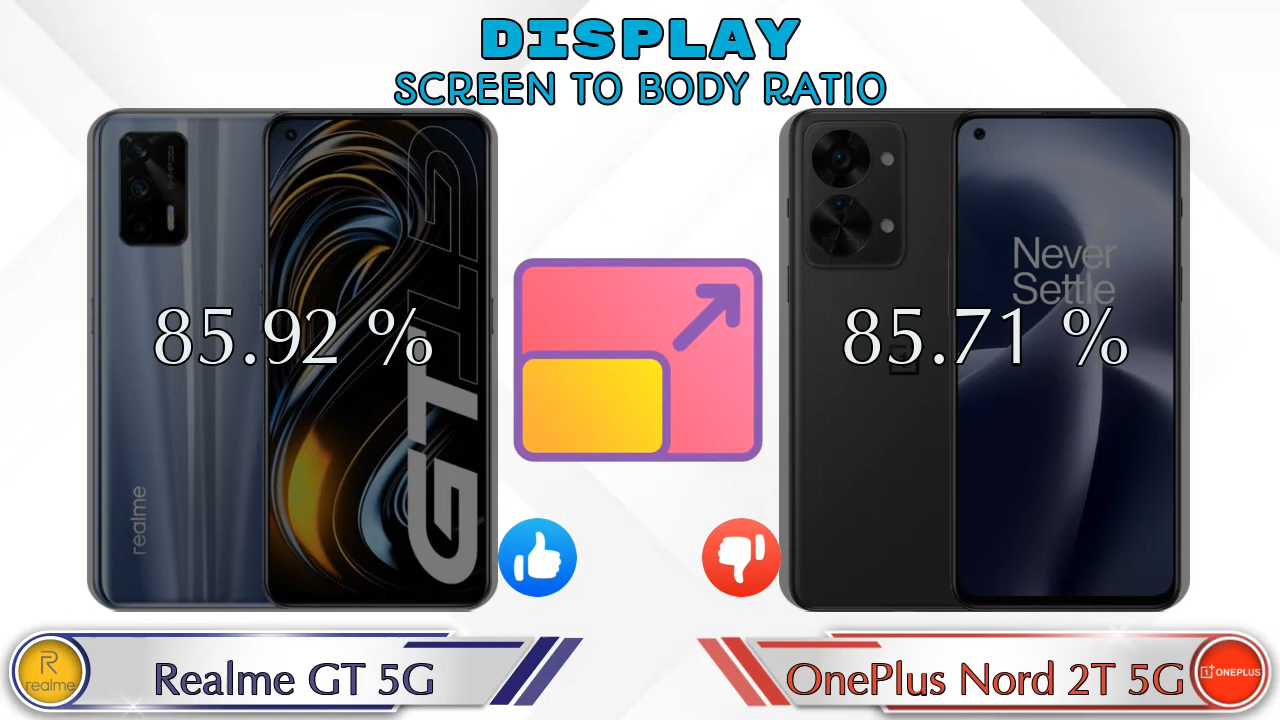 DISPLAY
SCREEN TO BODY RATIO
Never
Settle
85.92 %
85.71 %
GT
realme
R
realme
Realme GT 5G
OnePlus Nord 2T 5G
1+ ONEPLUS